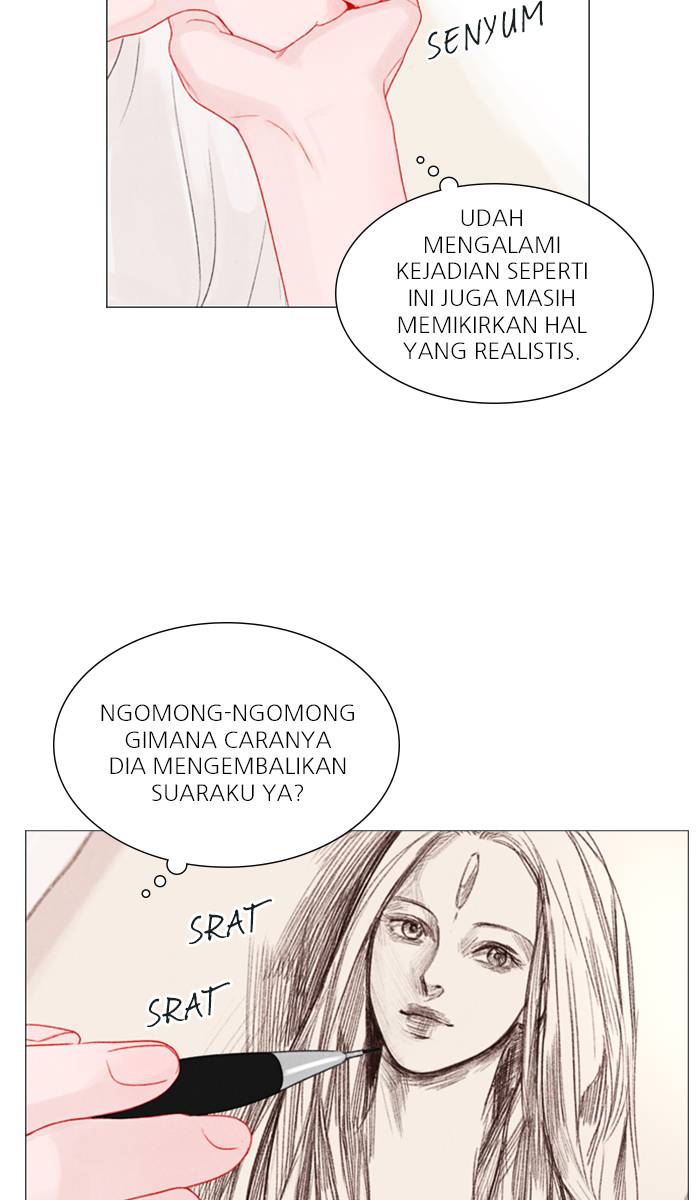 SENYUM
UDAH
MENGALAMI
KEJADIAN SEPERTI
INI JUGA MASIH
MEMIKIRKAN HAL
YANG REALISTIS.
NGOMONG-NGOMONG
GIMANA CARANYA
DIA MENGEMBALIKAN
SUARAKU YA?
SRAT
SRAT